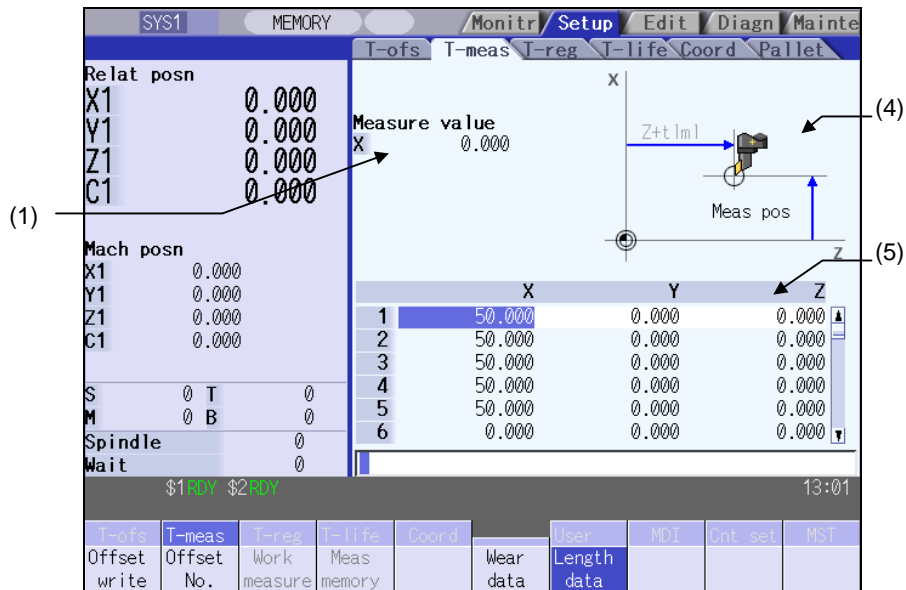 SYS1 MEMORY Monitr Setup Edit Diagn Mainte
T-ofs T-meas T-reg T-life Coord Pallet
Relat posn
X1 0.000
Y1 0.000
Z1 0.000
C1 0.000
Mach posn
X1 0.000
Y1 0.000
Z1 0.000
C1 0.000
S 0 T 0
M 0 B 0
Spindle 0
Wait 0
Measure value
X 0.000
(1)
X
Z+tlml
Meas pos
Z
(4)
(5)
X Y Z
1 50.000 0.000 0.000
2 50.000 0.000 0.000
3 50.000 0.000 0.000
4 50.000 0.000 0.000
5 50.000 0.000 0.000
6 0.000 0.000 0.000
$1RDY $2RDY 13:01
T-ofs T-meas T-reg T-life Coord User MDI Cnt set MST
Offset Offset Work Meas Wear Length
write No. measure memory data data